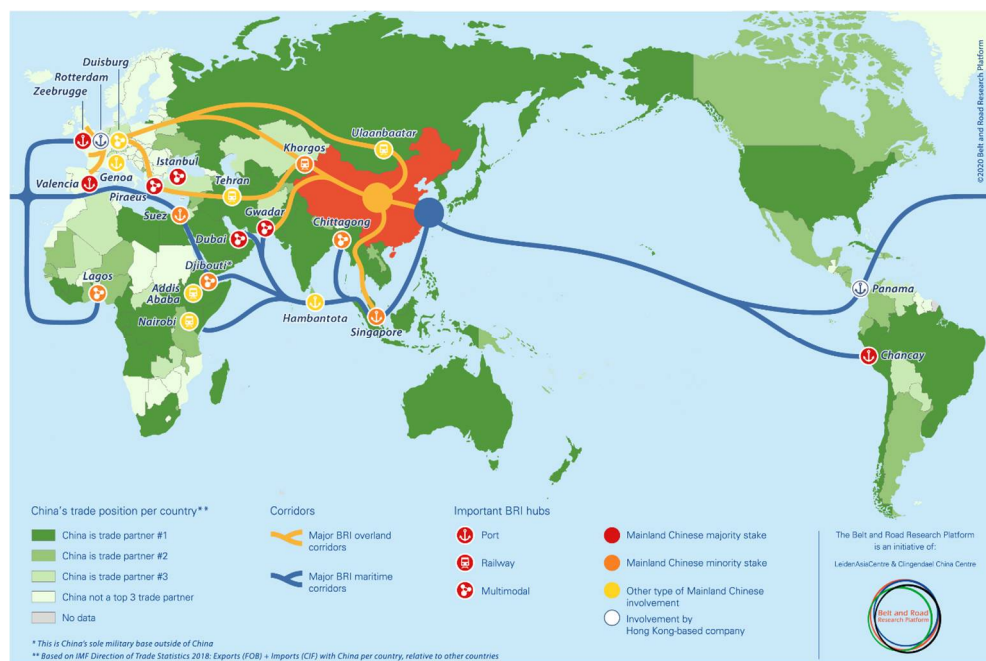 Duisburg
Rotterdam
Zeebrugge
Ulaanbaatar
Khorgos
Istanbul
Genoa
Tehran
Valencia
Piraeus
Gwadar
Suez
Chittagong
Dubai
Djibouti*
Lagos
Addis
Ababa
Panama
Nairobi
Hambantota
Singapore
Chancay
©2020 Belt and Road Research Platform
China's trade position per country**
China is trade partner #1
China is trade partner #2
China is trade partner #3
China not a top 3 trade partner
No data
Corridors
Major BRI overland
corridors
Major BRI maritime
corridors
Important BRI hubs
Port
Railway
Multimodal
Mainland Chinese majority stake
Mainland Chinese minority stake
Other type of Mainland Chinese
involvement
Involvement by
Hong Kong-based company
The Belt and Road Research Platform
is an initiative of:
LeidenAsiaCentre & Clingendael China Centre
Belt and Road
Research Platform
* This is China's sole military base outside of China
** Based on IMF Direction of Trade Statistics 2018: Exports (FOB) + Imports (CIF) with China per country, relative to other countries